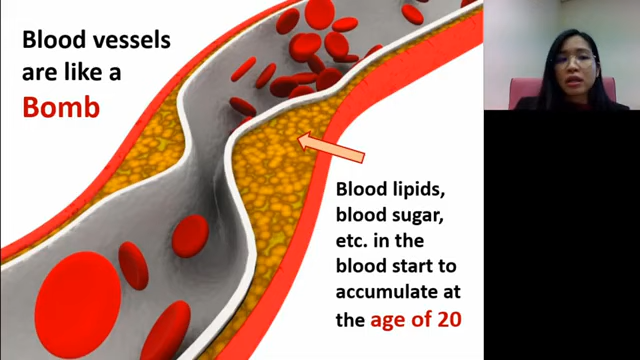 Blood vessels
are like a
Bomb
Blood lipids,
blood sugar,
etc. in the
blood start to
accumulate at
the age of 20